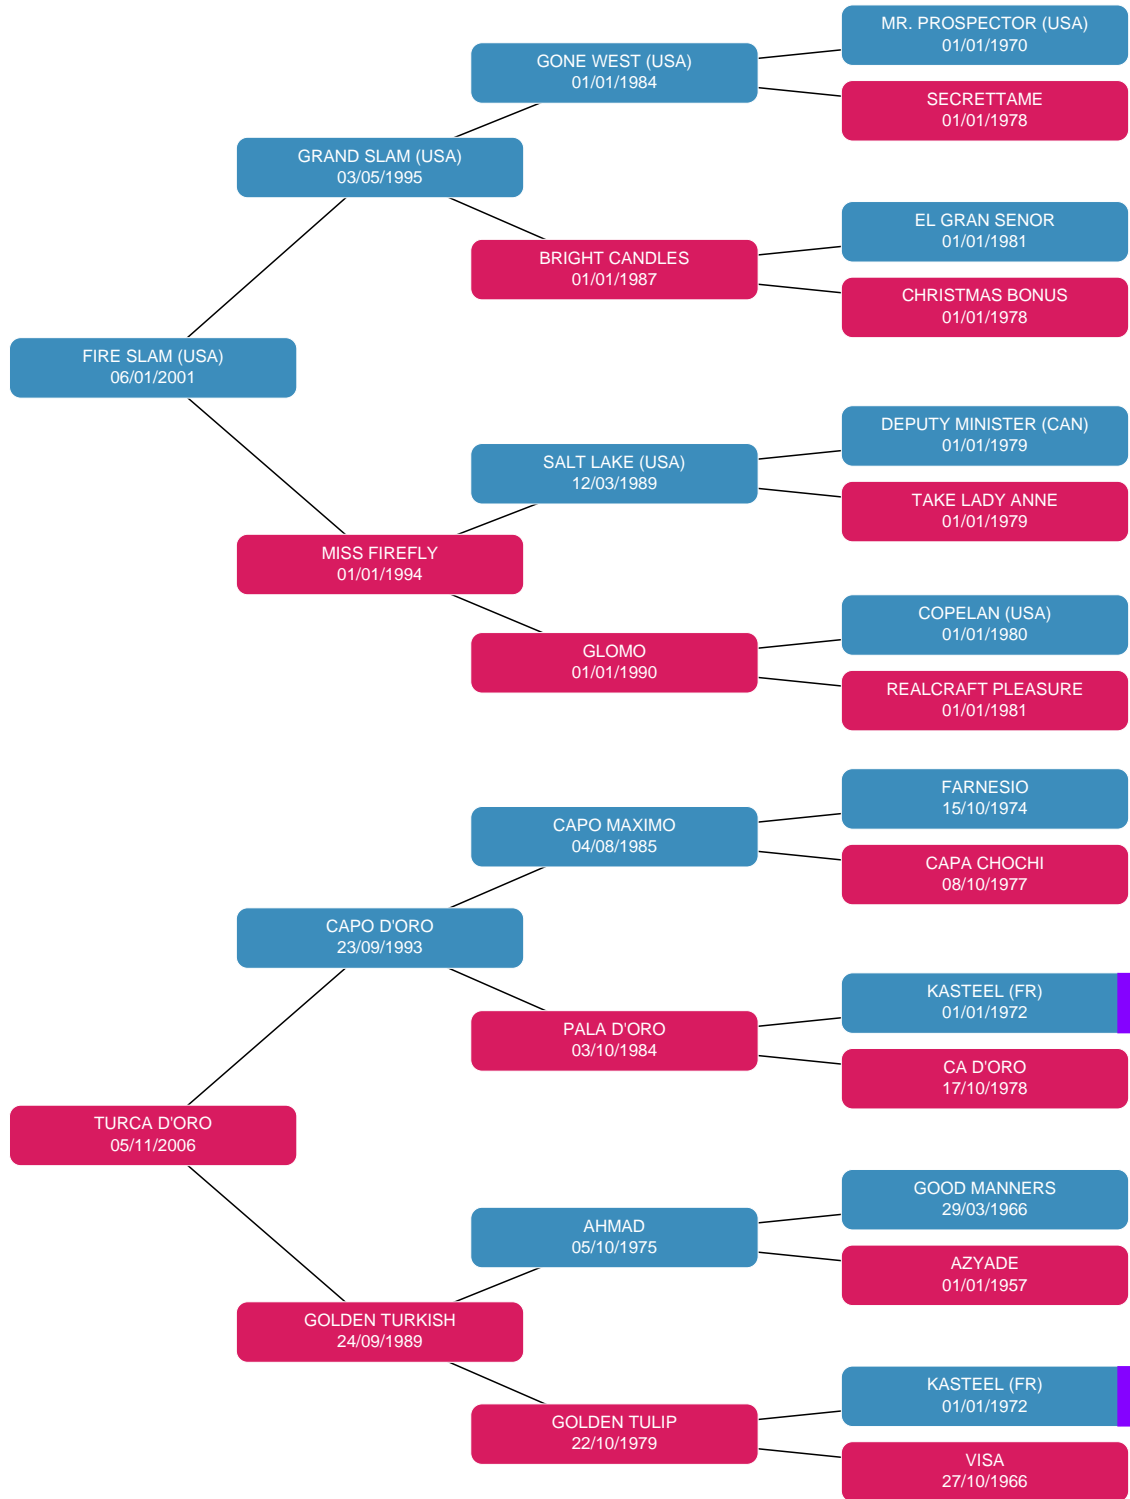 MR. PROSPECTOR (USA)
01/01/1970
GONE WEST (USA)
01/01/1984
SECRETTAME
01/01/1978
GRAND SLAM (USA)
03/05/1995
EL GRAN SENOR
01/01/1981
BRIGHT CANDLES
01/01/1987
CHRISTMAS BONUS
01/01/1978
FIRE SLAM (USA)
06/01/2001
DEPUTY MINISTER (CAN)
01/01/1979
SALT LAKE (USA)
12/03/1989
TAKE LADY ANNE
01/01/1979
MISS FIREFLY
01/01/1994
COPELAN (USA)
01/01/1980
GLOMO
01/01/1990
REALCRAFT PLEASURE
01/01/1981
FARNESIO
15/10/1974
CAPO MAXIMO
04/08/1985
CAPA CHOCHI
08/10/1977
CAPO D'ORO
23/09/1993
KASTEEL (FR)
01/01/1972
PALA D'ORO
03/10/1984
CA D'ORO
17/10/1978
TURCA D'ORO
05/11/2006
GOOD MANNERS
29/03/1966
AHMAD
05/10/1975
AZYADE
01/01/1957
GOLDEN TURKISH
24/09/1989
KASTEEL (FR)
01/01/1972
GOLDEN TULIP
22/10/1979
VISA
27/10/1966